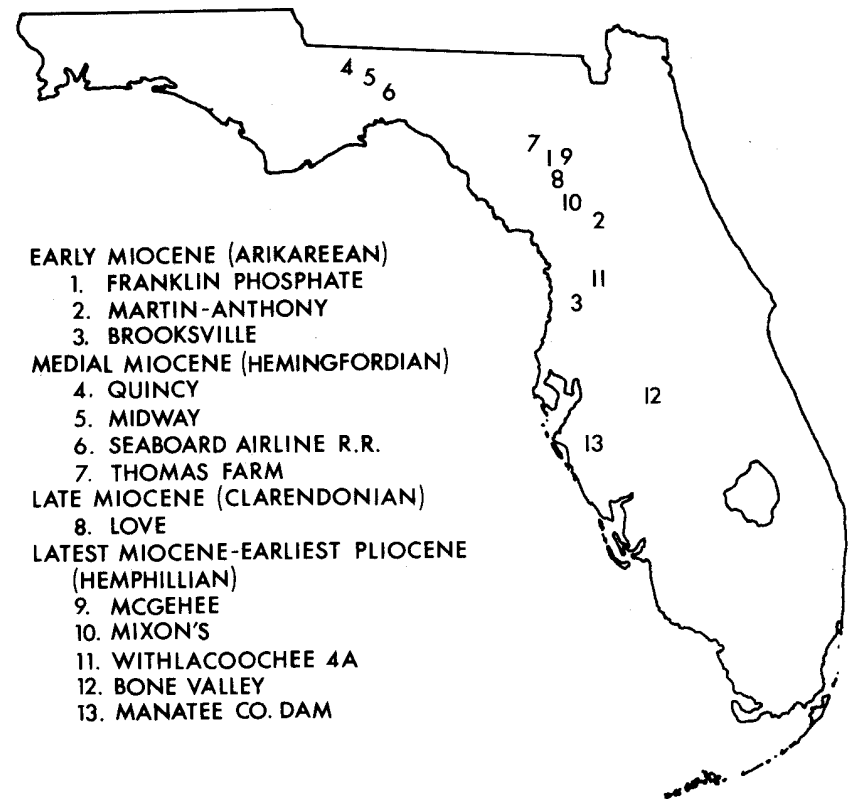 4
5
6
7
1 9
8
10
2
11
3
12
13
EARLY MIOCENE (ARIKAREEAN)
1. FRANKLIN PHOSPHATE
2. MARTIN-ANTHONY
3. BROOKSVILLE
MEDIAL MIOCENE (HEMINGFORDIAN)
4. QUINCY
5. MIDWAY
6. SEABOARD AIRLINE R.R.
7. THOMAS FARM
LATE MIOCENE (CLARENDONIAN)
8. LOVE
LATEST MIOCENE-EARLIEST PLIOCENE
(HEMPHILLIAN)
9. MCGEHEE
10. MIXON'S
11. WITHLACOOCHEE 4A
12. BONE VALLEY
13. MANATEE CO. DAM